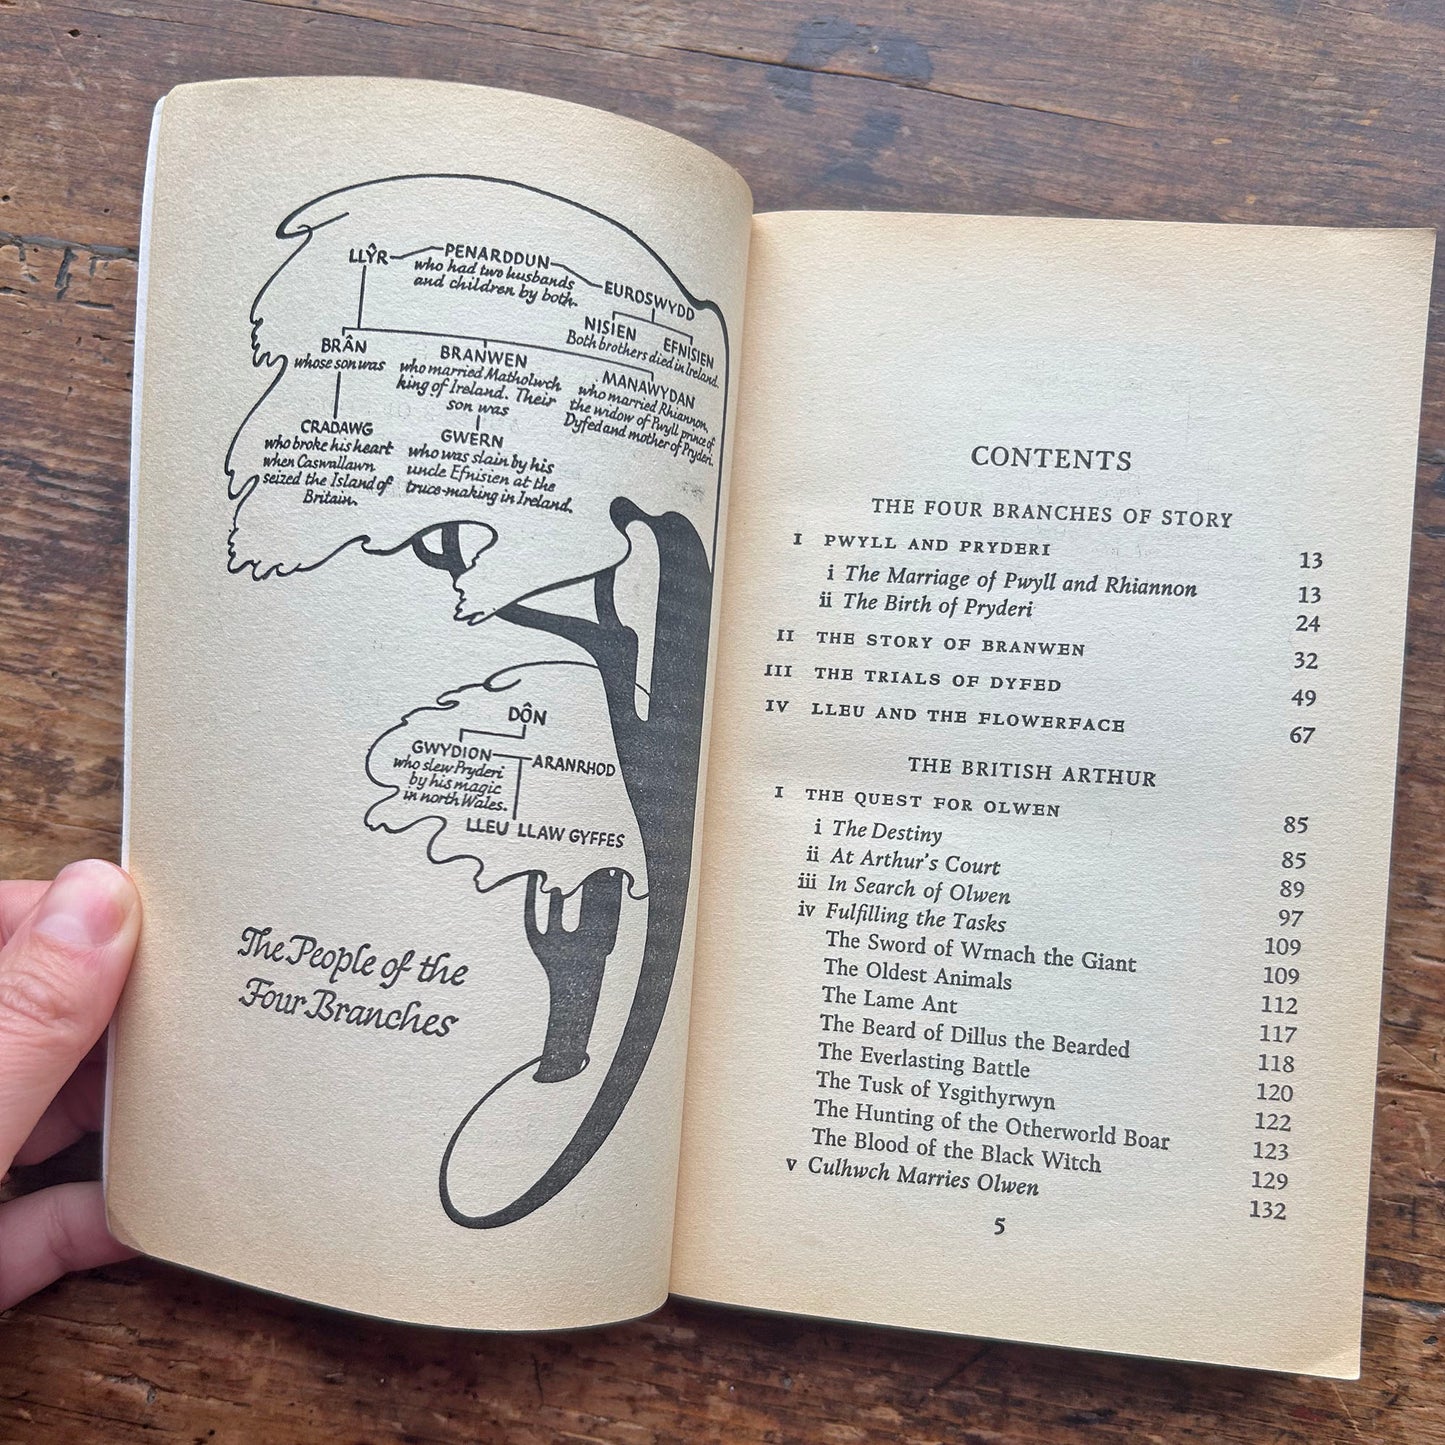 LLŶR
PENARDDUN
who had two husbands
and children by both.
EUROSWYDD
NISIEN
EFNISIEN
Both brothers died in Ireland.
BRÂN
whose son was
CRADAWG
who broke his heart
when Caswallawn
seized the Island of
Britain.
BRANWEN
who married Matholwch
king of Ireland. Their
son was
GWERN
who was slain by his
uncle Efnisien at the
truce-making in Ireland.
MANAWYDAN
who married Rhiannon,
the widow of Pwyll prince of
Dyfed and mother of Pryderi.
DÔN
GWYDION
who slew Pryderi
by his magic
in north Wales.
ARANRHOD
LLEU LLAW GYFFES
The People of the
Four Branches
CONTENTS
THE FOUR BRANCHES OF STORY
I PWYLL AND PRYDERI 13
i The Marriage of Pwyll and Rhiannon 13
ii The Birth of Pryderi 24
II THE STORY OF BRANWEN 32
III THE TRIALS OF DYFED 49
IV LLEU AND THE FLOWERFACE 67
THE BRITISH ARTHUR
I THE QUEST FOR OLWEN 85
i The Destiny 85
ii At Arthur's Court 89
iii In Search of Olwen 97
iv Fulfilling the Tasks 109
The Sword of Wrnach the Giant 109
The Oldest Animals 112
The Lame Ant 117
The Beard of Dillus the Bearded 118
The Everlasting Battle 120
The Tusk of Ysgithyrwyn 122
The Hunting of the Otherworld Boar 123
The Blood of the Black Witch 129
v Culhwch Marries Olwen 132
5